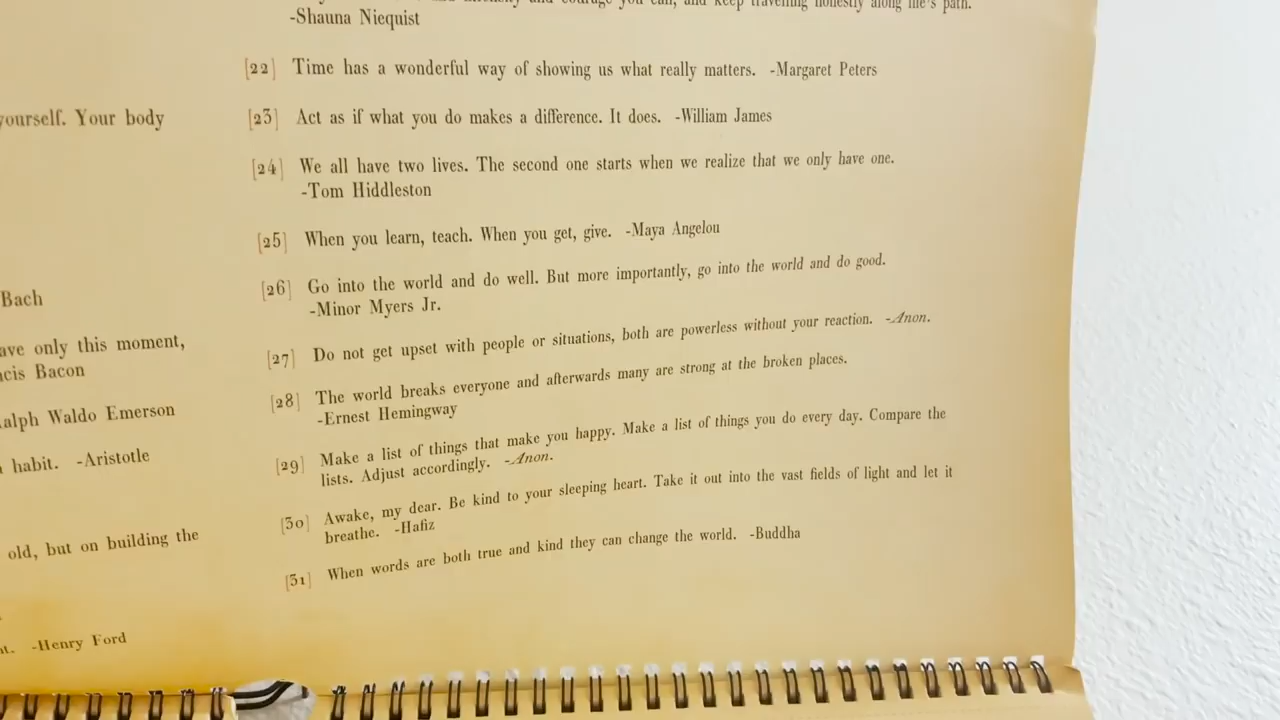 yourself. Your body
Bach
only this moment,
Bacon
Waldo Emerson
habit. -Aristotle
old, but on building the
-Henry Ford
courage you can, and keep travelling honestly along life's path.
-Shauna Niequist
[22] Time has a wonderful way of showing us what really matters. -Margaret Peters
[23] Act as if what you do makes a difference. It does. -William James
[24] We all have two lives. The second one starts when we realize that we only have one.
-Tom Hiddleston
[25] When you learn, teach. When you get, give. -Maya Angelou
[26] Go into the world and do well. But more importantly, go into the world and do good.
-Minor Myers Jr.
[27] Do not get upset with people or situations, both are powerless without your reaction. -Anon.
[28] The world breaks everyone and afterwards many are strong at the broken places.
-Ernest Hemingway
[29] Make a list of things that make you happy. Make a list of things you do every day. Compare the
lists. Adjust accordingly. -Anon.
[30] Awake, my dear. Be kind to your sleeping heart. Take it out into the vast fields of light and let it
breathe. -Hafiz
[31] When words are both true and kind they can change the world. -Buddha